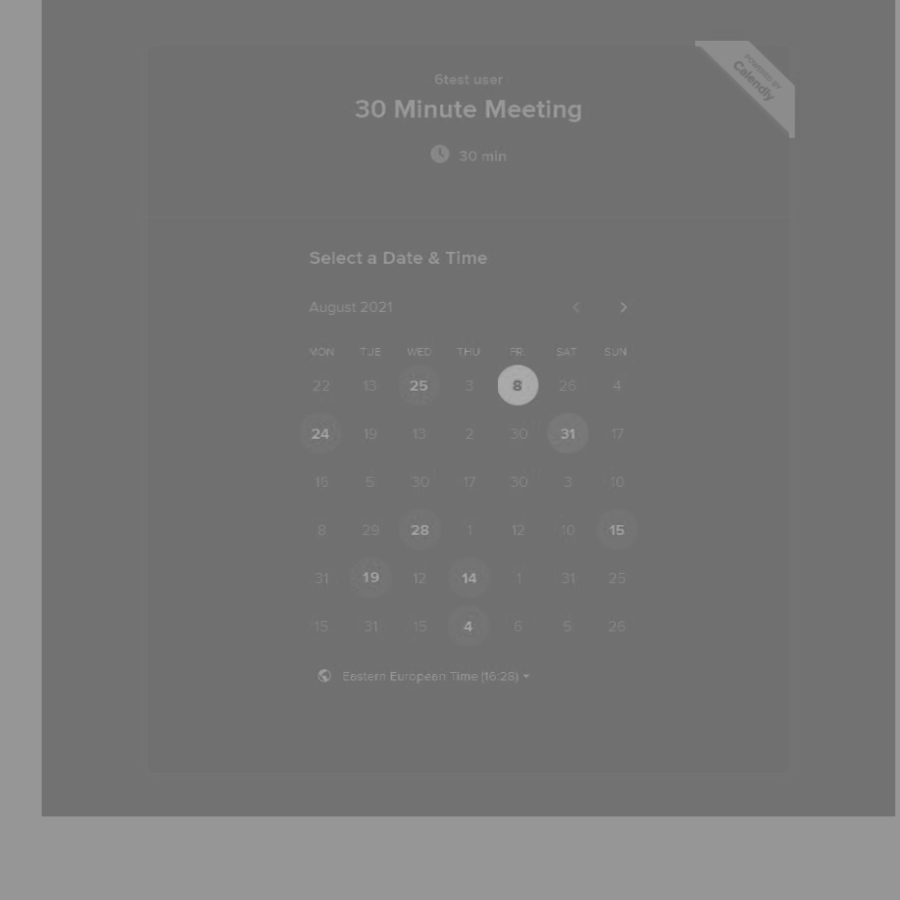 6test user
POWERED BY
Calendly
30 Minute Meeting
30 min
Select a Date & Time
August 2021
MON TUE WED THU FRI SAT SUN
22 13 25 3 8 26 4
24 19 13 2 30 31 17
16 5 30 17 30 3 10
8 29 28 1 12 10 15
31 19 12 14 1 31 25
15 31 15 4 6 5 26
Eastern European Time (16:28)